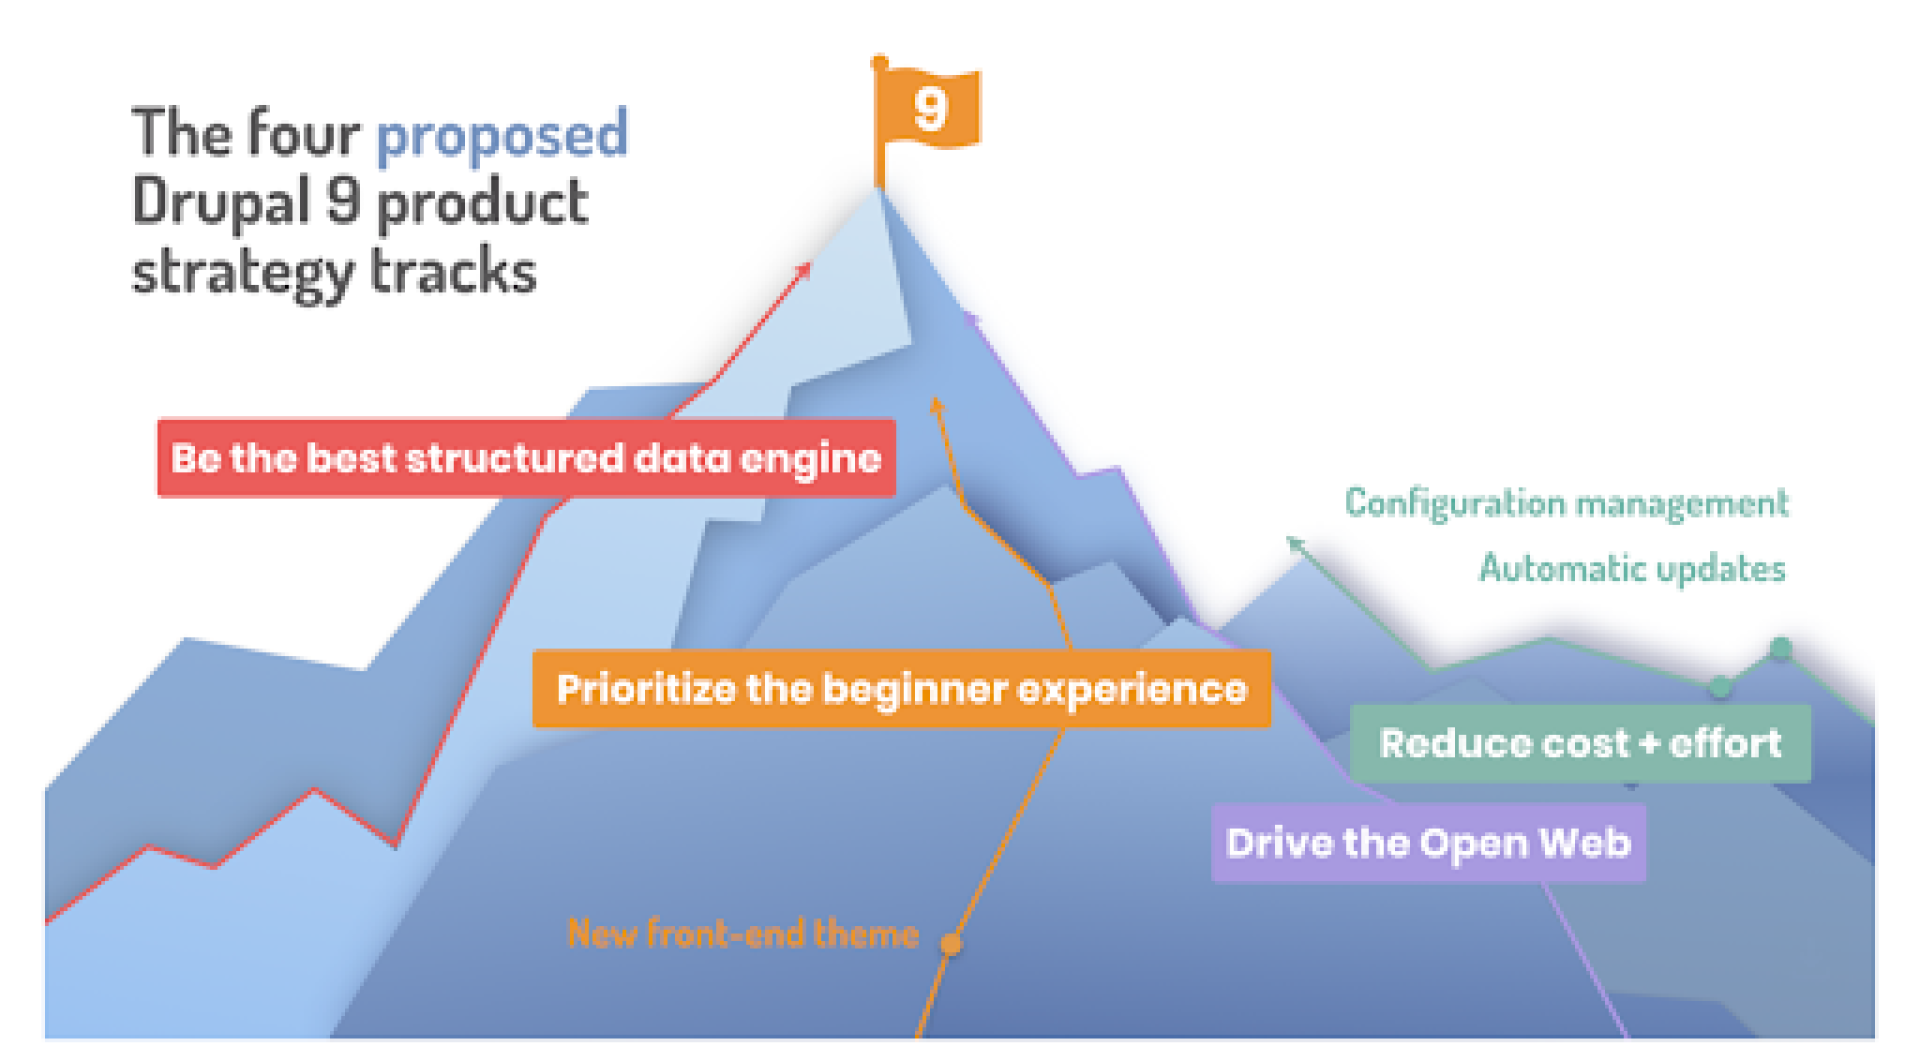 9
The four proposed
Drupal 9 product
strategy tracks
Be the best structured data engine
Configuration management
Automatic updates
Prioritize the beginner experience
Reduce cost + effort
Drive the Open Web
New front-end theme